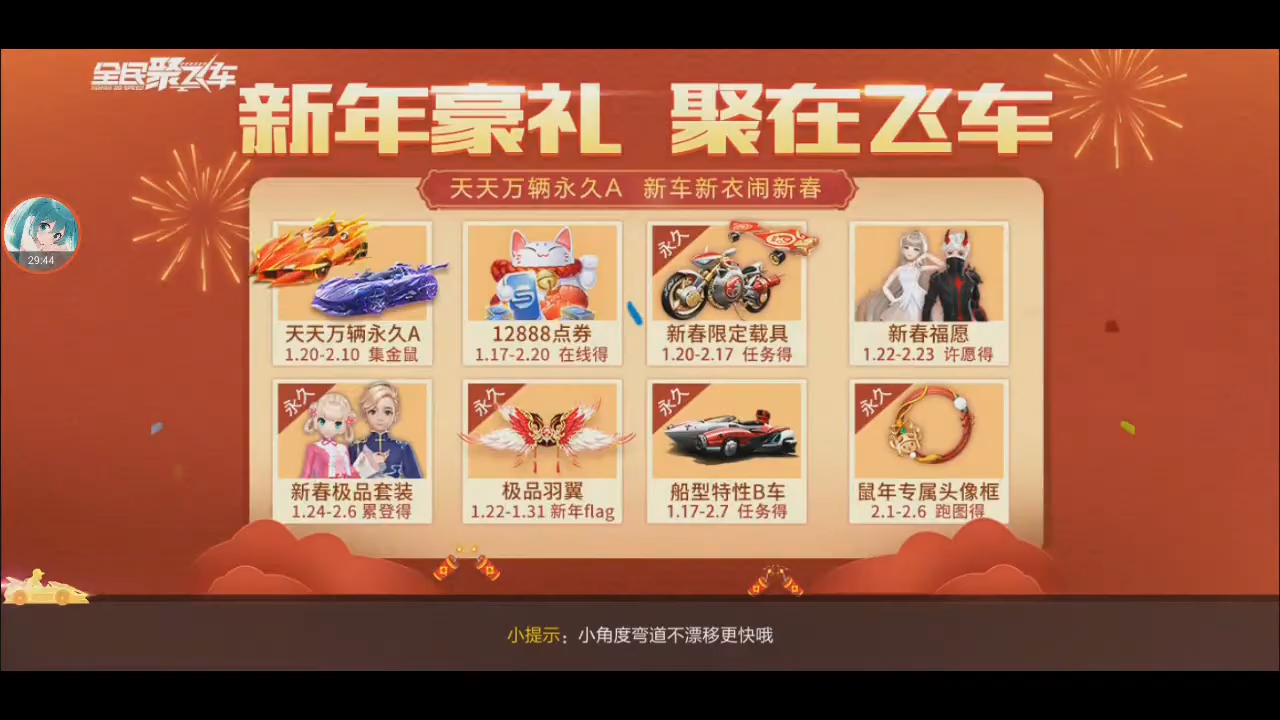 全民聚飞车
新年豪礼 聚在飞车
天天万辆永久A 新车新衣闹新春
29:44
永久
天天万辆永久A
1.20-2.10 集金鼠
12888点券
1.17-2.20 在线得
新春限定载具
1.20-2.17 任务得
新春福愿
1.22-2.23 许愿得
永久
永久
永久
永久
新春极品套装
1.24-2.6 累登得
极品羽翼
1.22-1.31 新年flag
船型特性B车
1.17-2.7 任务得
鼠年专属头像框
2.1-2.6 跑图得
小提示：小角度弯道不漂移更快哦